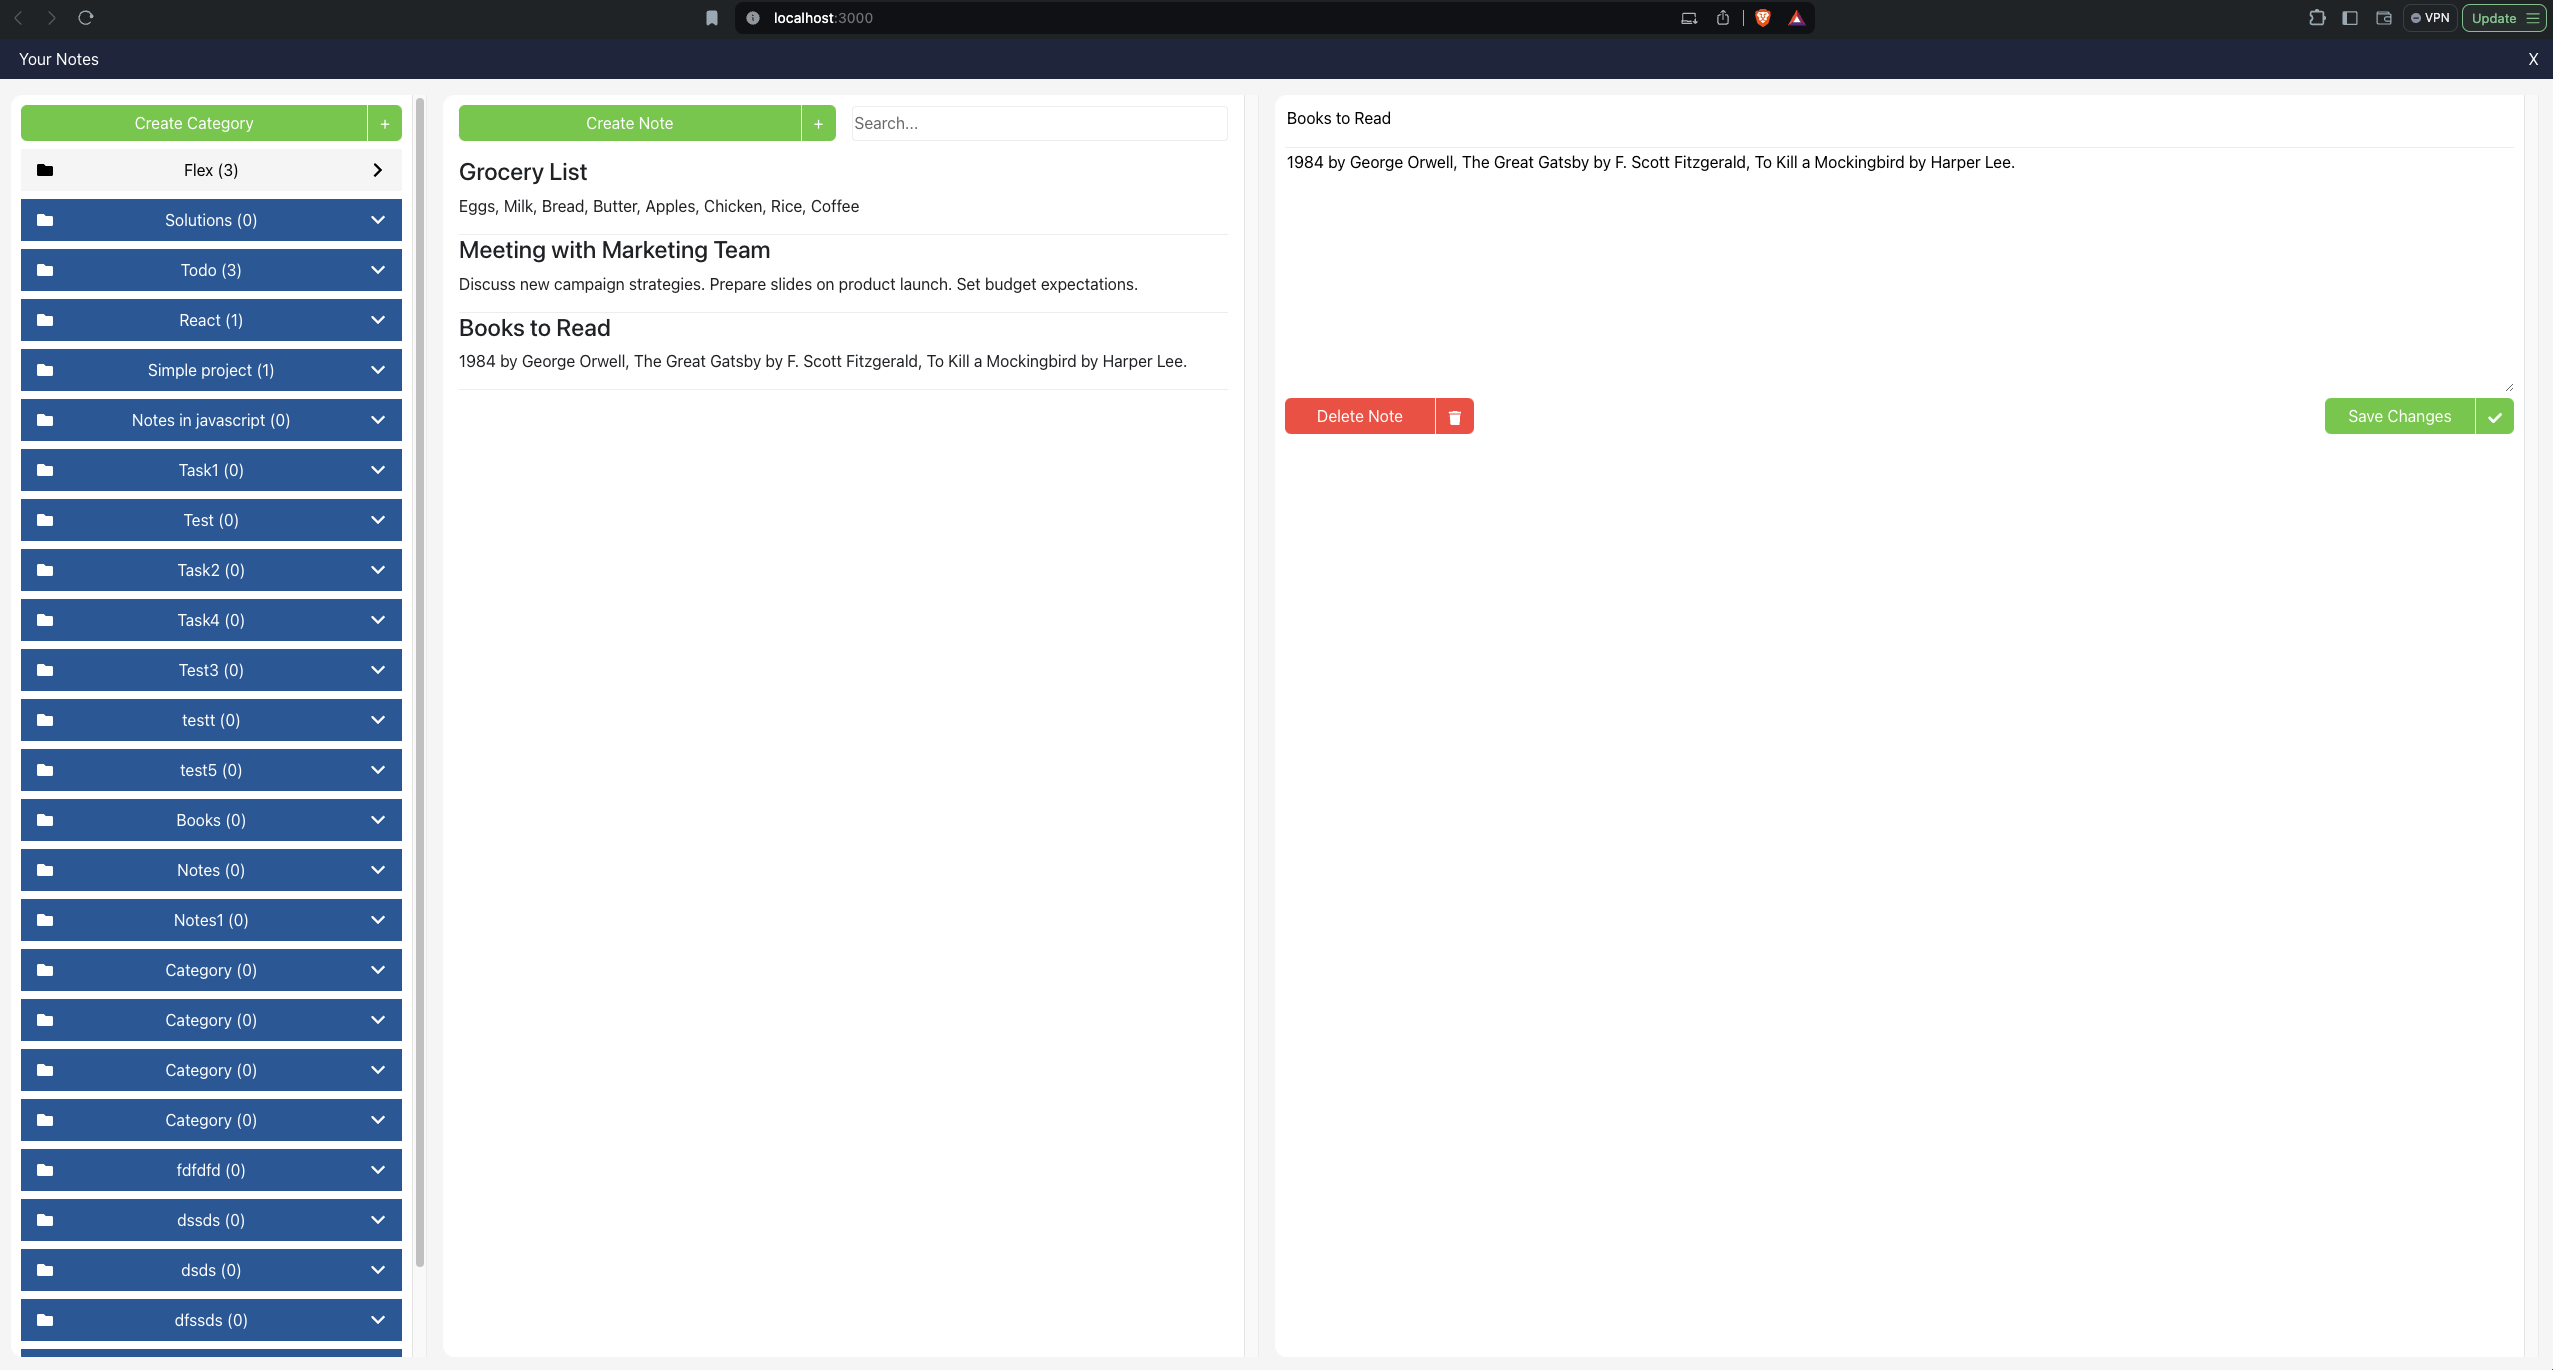 localhost:3000
VPN
Update
Your Notes
X
Create Category +
Flex (3)
Solutions (0)
Todo (3)
React (1)
Simple project (1)
Notes in javascript (0)
Task1 (0)
Test (0)
Task2 (0)
Task4 (0)
Test3 (0)
testt (0)
test5 (0)
Books (0)
Notes (0)
Notes1 (0)
Category (0)
Category (0)
Category (0)
Category (0)
fdfdfd (0)
dssds (0)
dsds (0)
dfssds (0)
Create Note +
Search...
Grocery List
Eggs, Milk, Bread, Butter, Apples, Chicken, Rice, Coffee
Meeting with Marketing Team
Discuss new campaign strategies. Prepare slides on product launch. Set budget expectations.
Books to Read
1984 by George Orwell, The Great Gatsby by F. Scott Fitzgerald, To Kill a Mockingbird by Harper Lee.
Books to Read
1984 by George Orwell, The Great Gatsby by F. Scott Fitzgerald, To Kill a Mockingbird by Harper Lee.
Delete Note
Save Changes